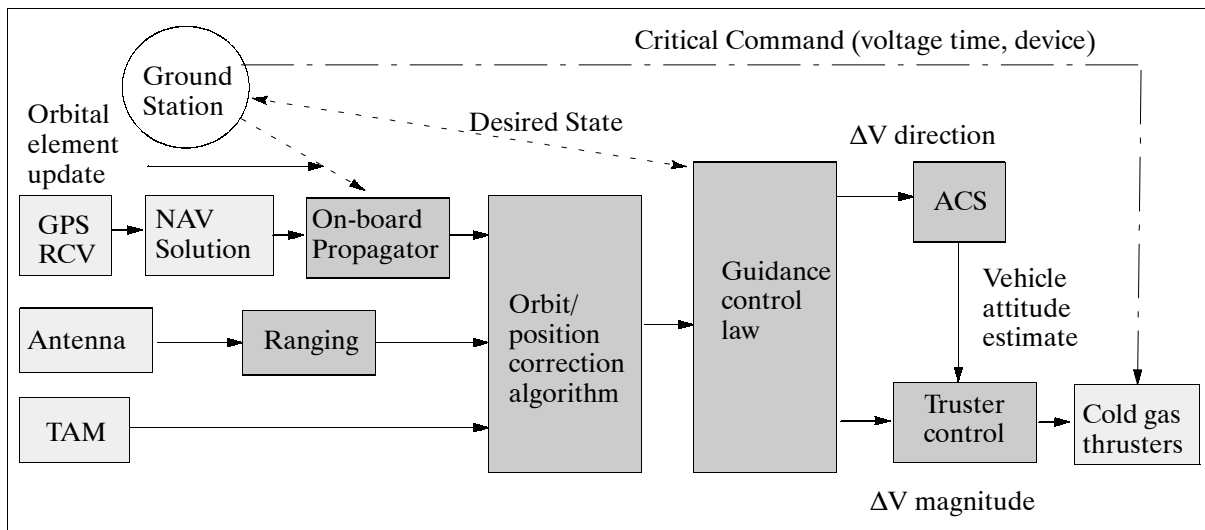 Critical Command (voltage time, device)
Ground
Station
Orbital
element
update
Desired State
ΔV direction
GPS
RCV
NAV
Solution
On-board
Propagator
ACS
Guidance
control
law
Vehicle
attitude
estimate
Antenna
Ranging
Orbit/
position
correction
algorithm
TAM
Truster
control
Cold gas
thrusters
ΔV magnitude